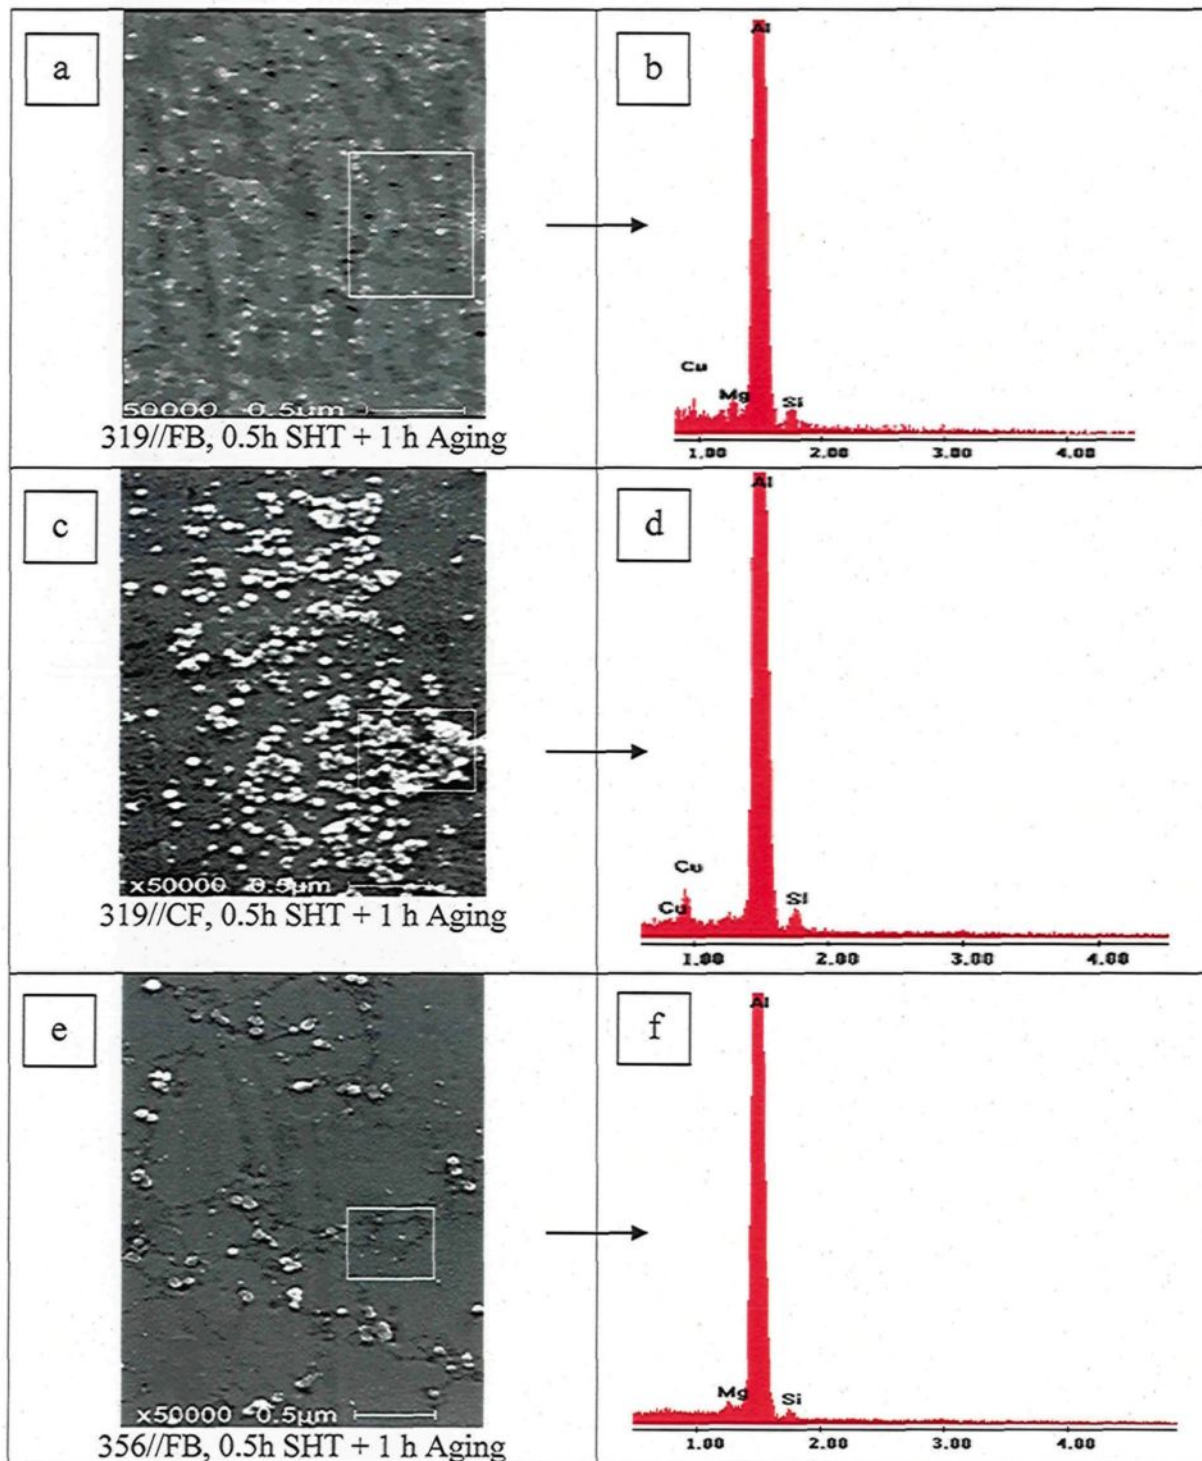 a
50000 0.5µm
319//FB, 0.5h SHT + 1 h Aging
b
Al
Cu
Mg
Si
1.00 2.00 3.00 4.00
c
x50000 0.5µm
319//CF, 0.5h SHT + 1 h Aging
d
Al
Cu
Cu
Si
1.00 2.00 3.00 4.00
e
x50000 0.5µm
356//FB, 0.5h SHT + 1 h Aging
f
Al
Mg
Si
1.00 2.00 3.00 4.00